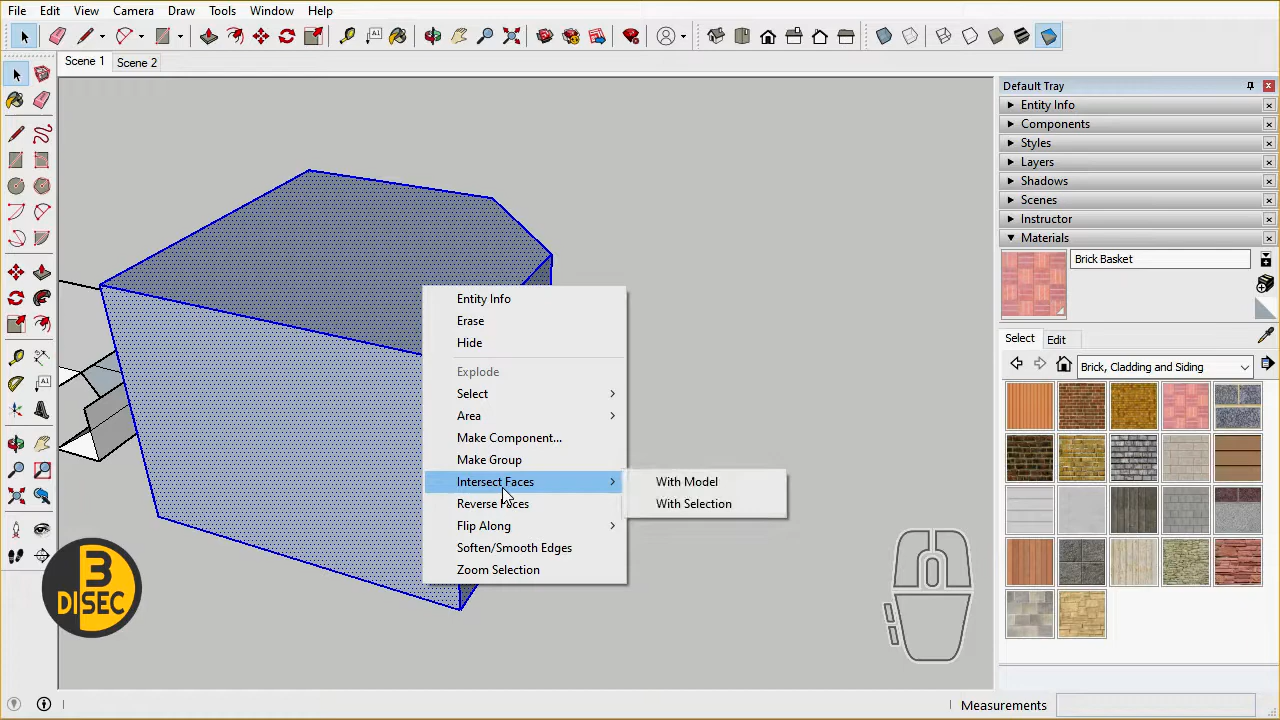 File Edit View Camera Draw Tools Window Help
Scene 1 Scene 2
Default Tray
Entity Info
Components
Styles
Layers
Shadows
Scenes
Instructor
Materials
Brick Basket
Select Edit
Brick, Cladding and Siding
Entity Info
Erase
Hide
Explode
Select
Area
Make Component...
Make Group
Intersect Faces
Reverse Faces
Flip Along
Soften/Smooth Edges
Zoom Selection
With Model
With Selection
3
DISEC
Measurements